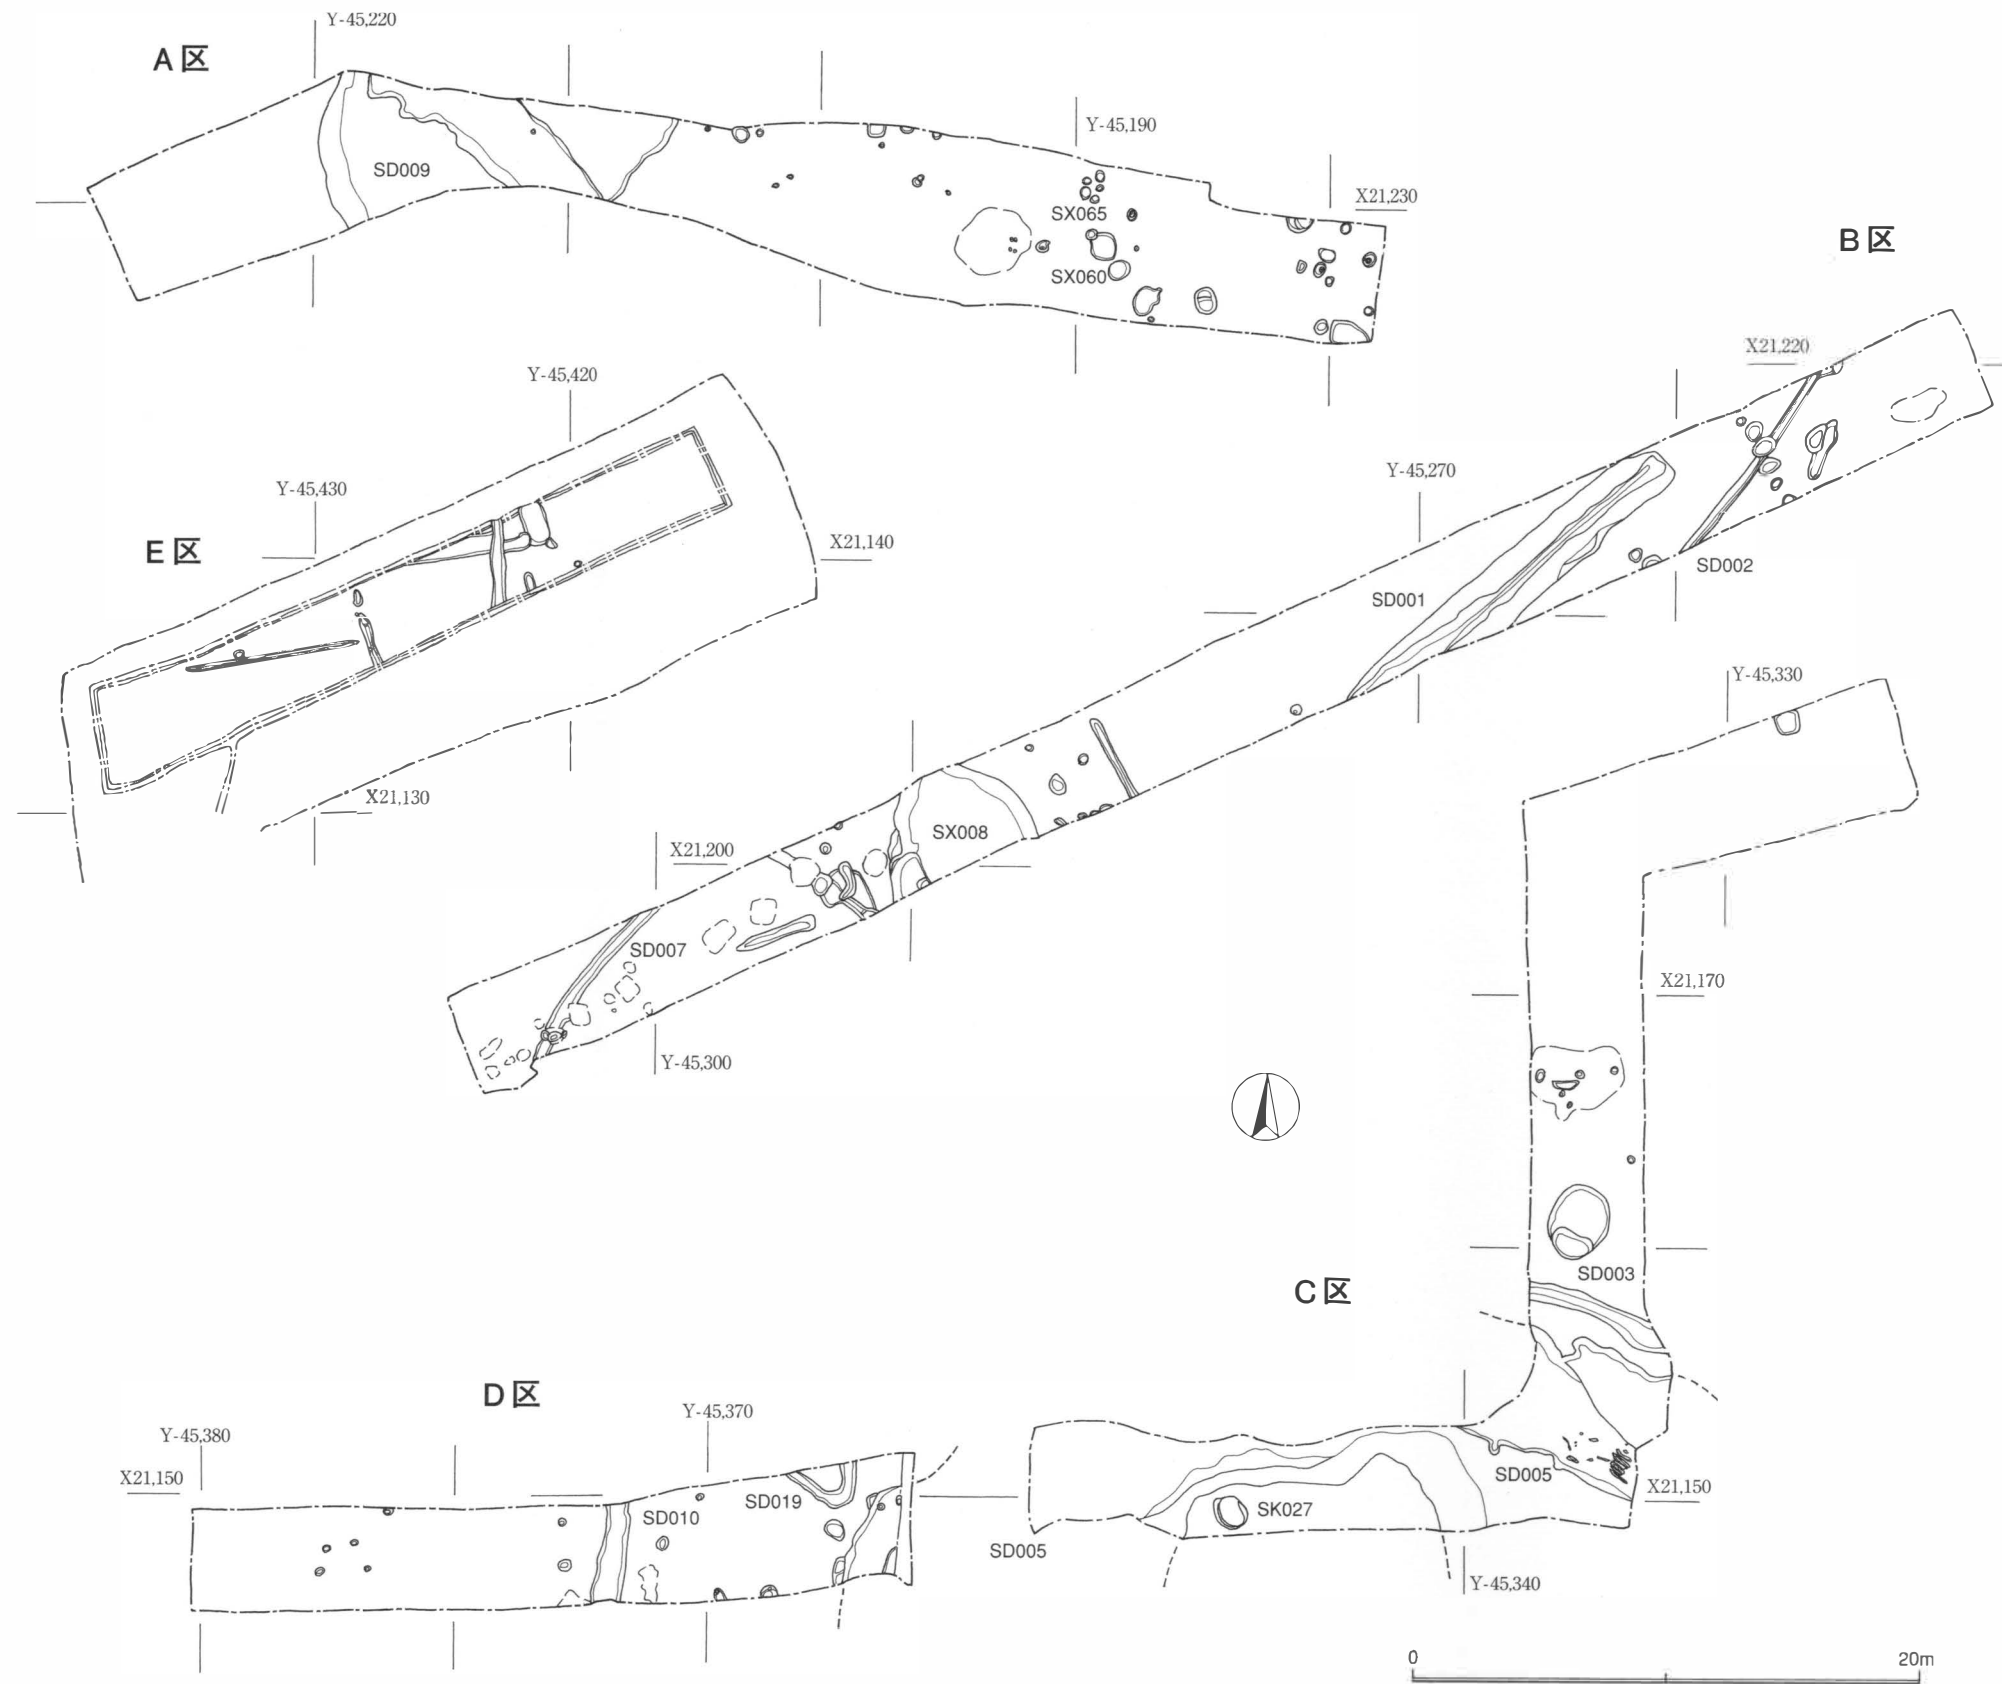 Y-45,220
A区
SD009
Y-45,190
X21,230
SX065
SX060
B区
X21,220
Y-45,270
SD001
SD002
Y-45,420
Y-45,430
E区
X21,140
X21,130
SX008
X21,200
SD007
Y-45,300
Y-45,330
X21,170
SD003
C区
SD005
X21,150
SK027
SD005
Y-45,340
D区
Y-45,380
Y-45,370
X21,150
SD010
SD019
0
20m